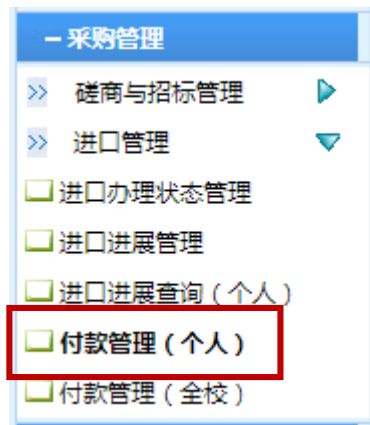 －采购管理
>> 磋商与招标管理
>> 进口管理
进口办理状态管理
进口进展管理
进口进展查询（个人）
付款管理（个人）
付款管理（全校）